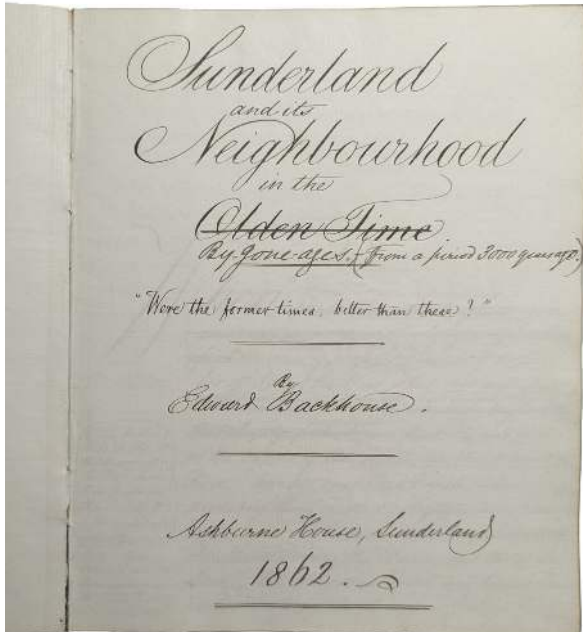 Sunderland
and its
Neighbourhood
in the
Olden Time
By-gone-ages. (from a period 3000 years ago.)
"Were the former times, better than these?"
By
Edward Backhouse.
Ashburne House, Sunderland
1862.